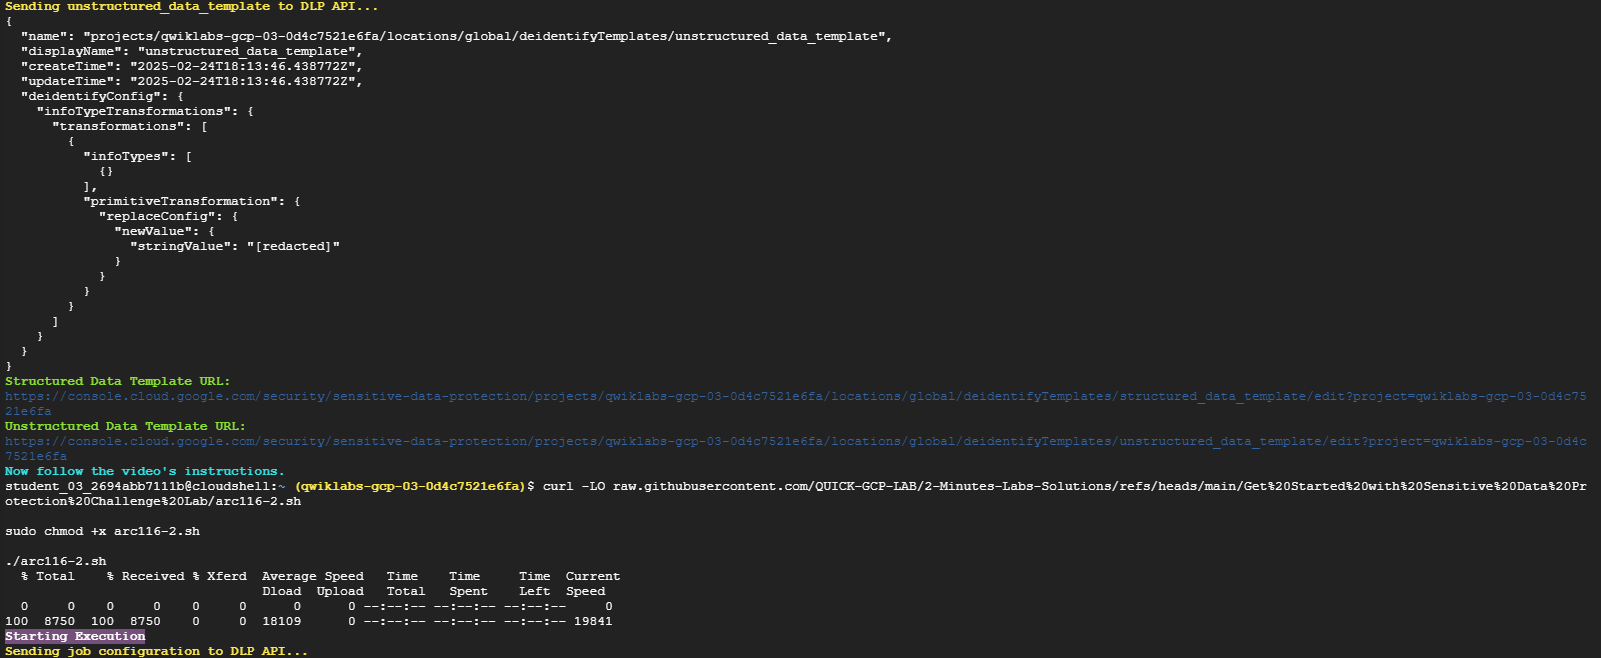 Sending unstructured_data_template to DLP API...
{
  "name": "projects/qwiklabs-gcp-03-0d4c7521e6fa/locations/global/deidentifyTemplates/unstructured_data_template",
  "displayName": "unstructured_data_template",
  "createTime": "2025-02-24T18:13:46.438772Z",
  "updateTime": "2025-02-24T18:13:46.438772Z",
  "deidentifyConfig": {
    "infoTypeTransformations": {
      "transformations": [
        {
          "infoTypes": [
            {}
          ],
          "primitiveTransformation": {
            "replaceConfig": {
              "newValue": {
                "stringValue": "[redacted]"
              }
            }
          }
        }
      ]
    }
  }
}
Structured Data Template URL:
https://console.cloud.google.com/security/sensitive-data-protection/projects/qwiklabs-gcp-03-0d4c7521e6fa/locations/global/deidentifyTemplates/structured_data_template/edit?project=qwiklabs-gcp-03-0d4c75
21e6fa
Unstructured Data Template URL:
https://console.cloud.google.com/security/sensitive-data-protection/projects/qwiklabs-gcp-03-0d4c7521e6fa/locations/global/deidentifyTemplates/unstructured_data_template/edit?project=qwiklabs-gcp-03-0d4c
7521e6fa
Now follow the video's instructions.
student_03_2694abb7111b@cloudshell:~ (qwiklabs-gcp-03-0d4c7521e6fa)$ curl -LO raw.githubusercontent.com/QUICK-GCP-LAB/2-Minutes-Labs-Solutions/refs/heads/main/Get%20Started%20with%20Sensitive%20Data%20Pr
otection%20Challenge%20Lab/arc116-2.sh

sudo chmod +x arc116-2.sh

./arc116-2.sh
  % Total    % Received % Xferd  Average Speed   Time    Time     Time  Current
                                 Dload  Upload   Total   Spent    Left  Speed
  0     0    0     0    0     0      0      0 --:--:-- --:--:-- --:--:--     0
100  8750  100  8750    0     0  18109      0 --:--:-- --:--:-- --:--:-- 19841
Starting Execution
Sending job configuration to DLP API...